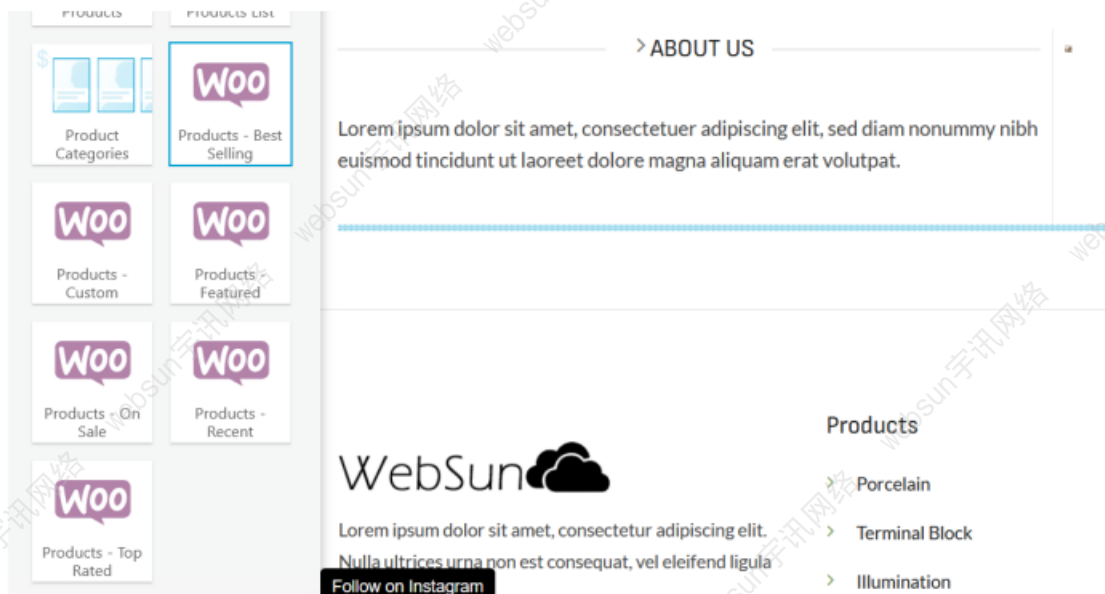 Products
Products List
$
Product
Categories
WOO
Products - Best
Selling
WOO
Products -
Custom
WOO
Products -
Featured
WOO
Products - On
Sale
WOO
Products -
Recent
WOO
Products - Top
Rated
ABOUT US
Lorem ipsum dolor sit amet, consectetuer adipiscing elit, sed diam nonummy nibh
euismod tincidunt ut laoreet dolore magna aliquam erat volutpat.
WebSun
Lorem ipsum dolor sit amet, consectetur adipiscing elit.
Nulla ultrices urna non est consequat, vel eleifend ligula
Follow on Instagram
Products
Porcelain
Terminal Block
Illumination
websun宇讯网络